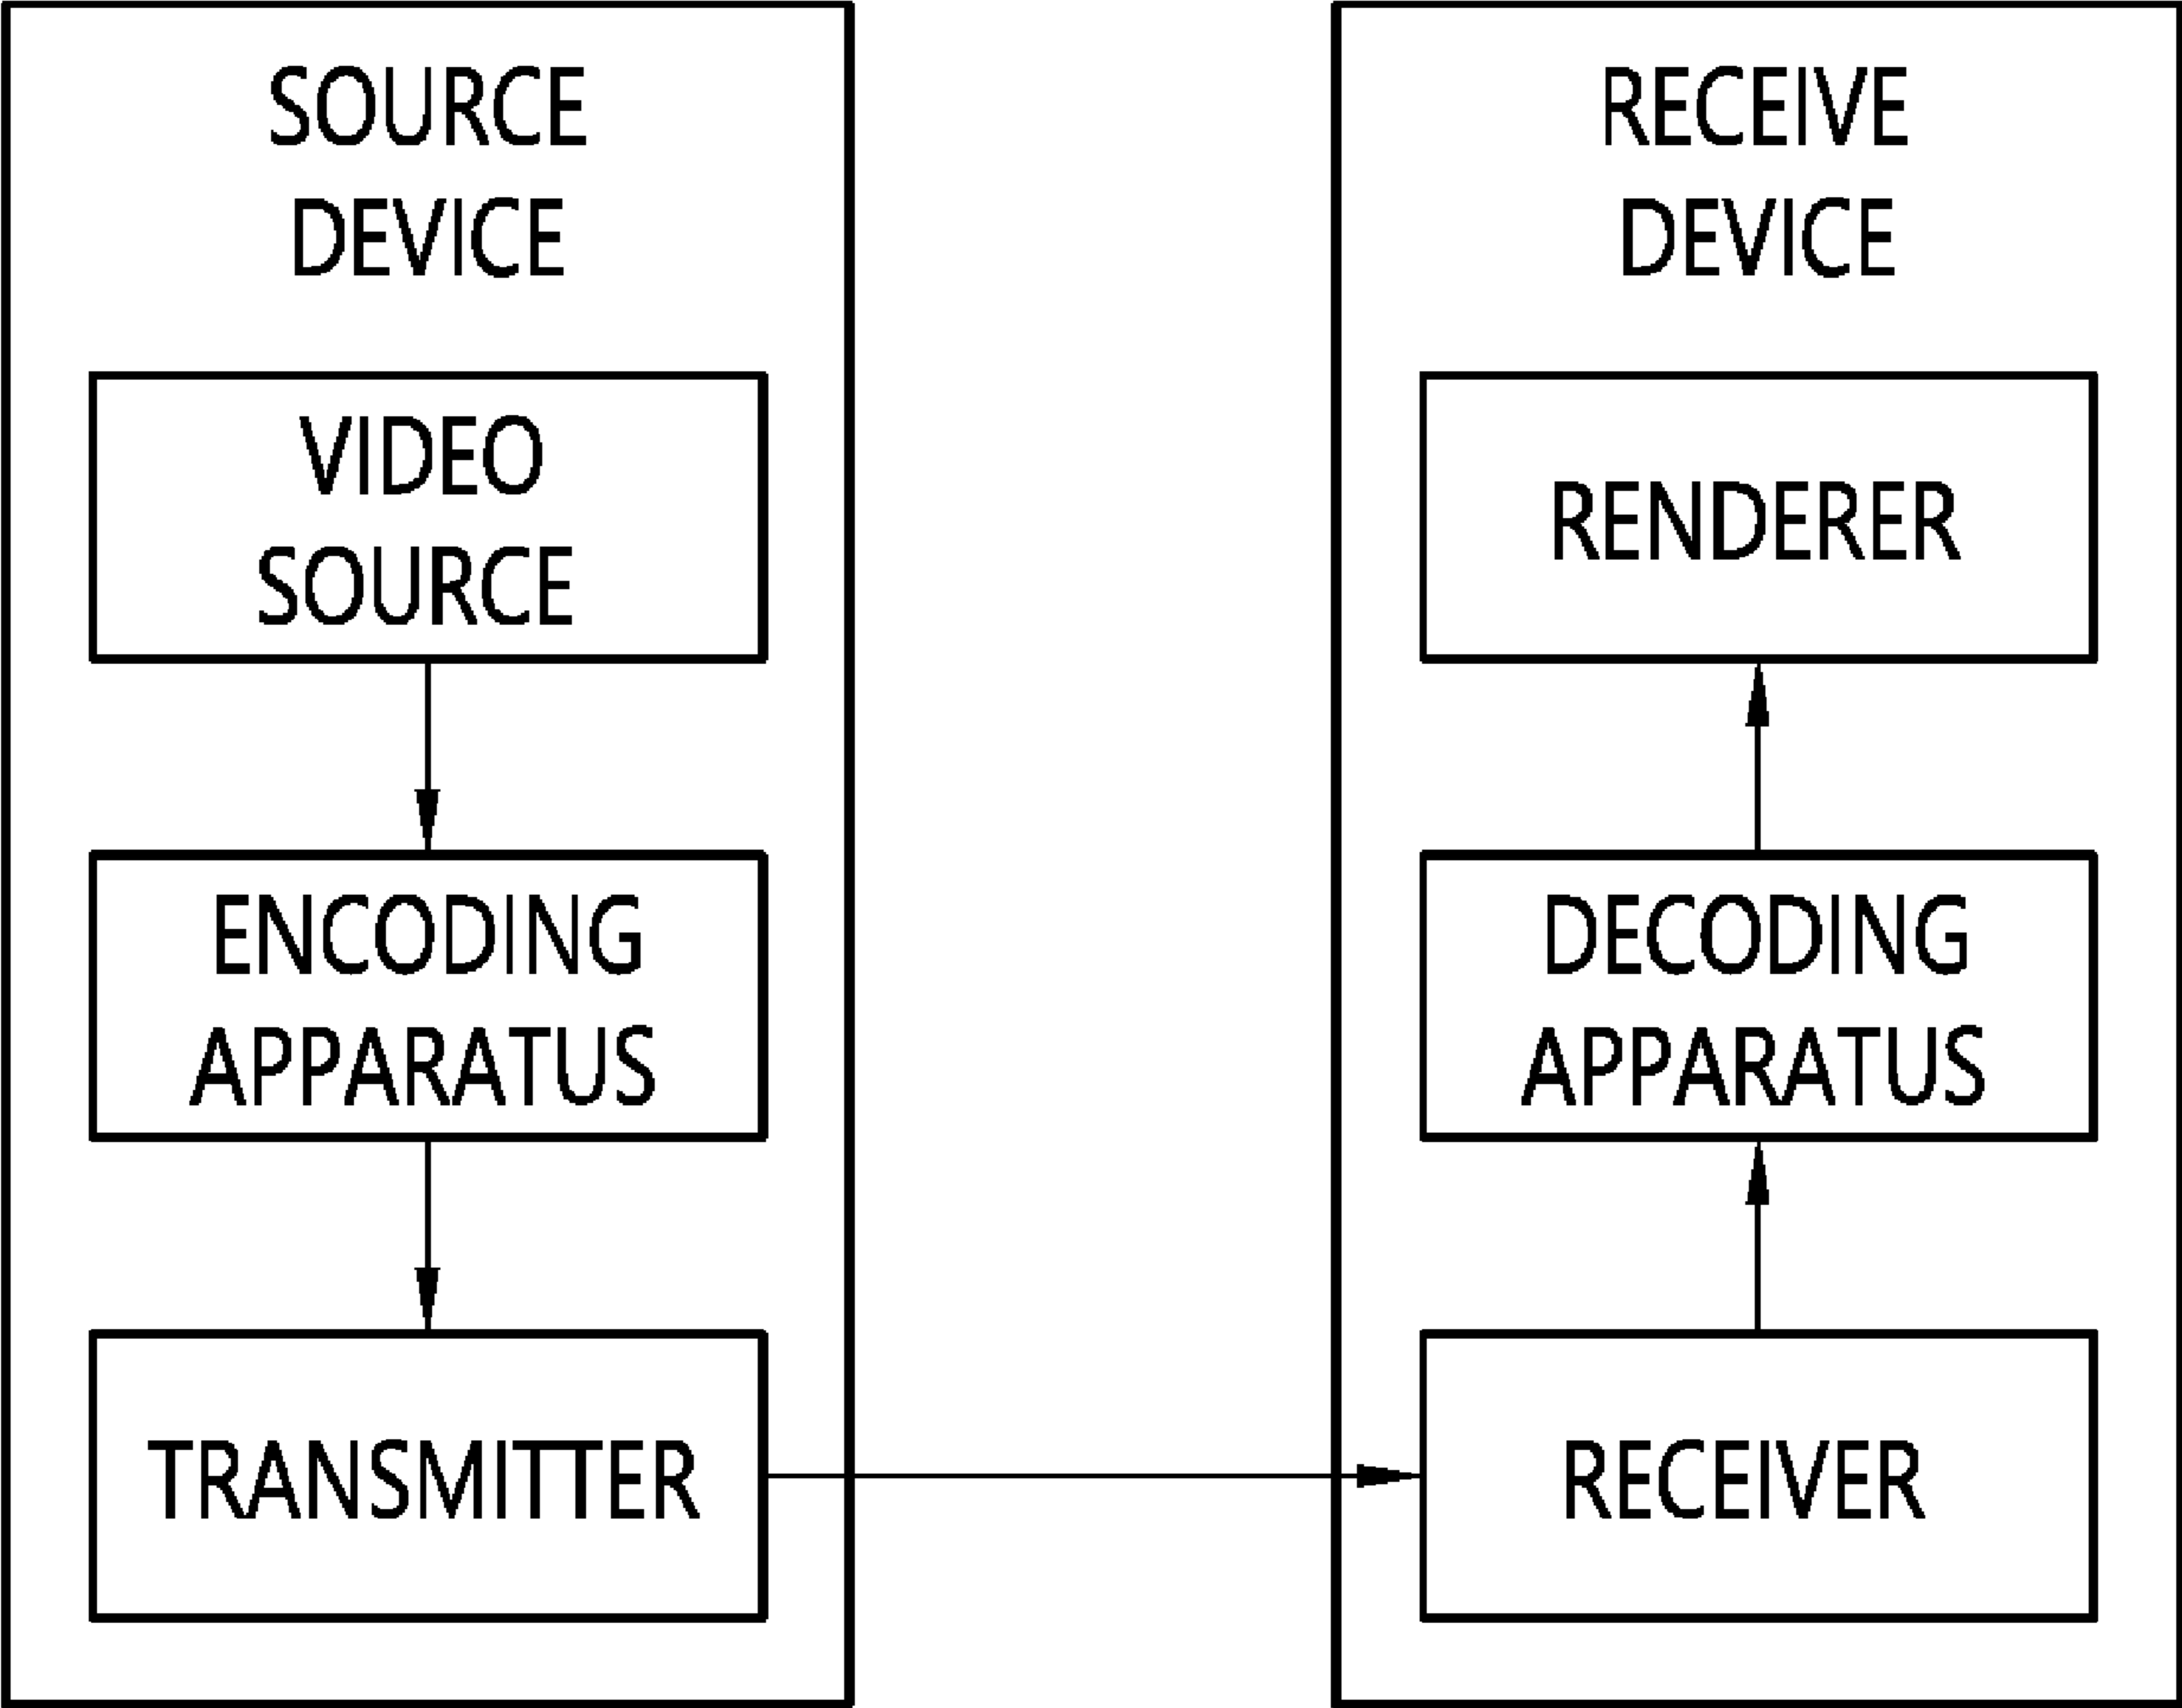 SOURCE
DEVICE
VIDEO
SOURCE
ENCODING
APPARATUS
TRANSMITTER
RECEIVE
DEVICE
RENDERER
DECODING
APPARATUS
RECEIVER